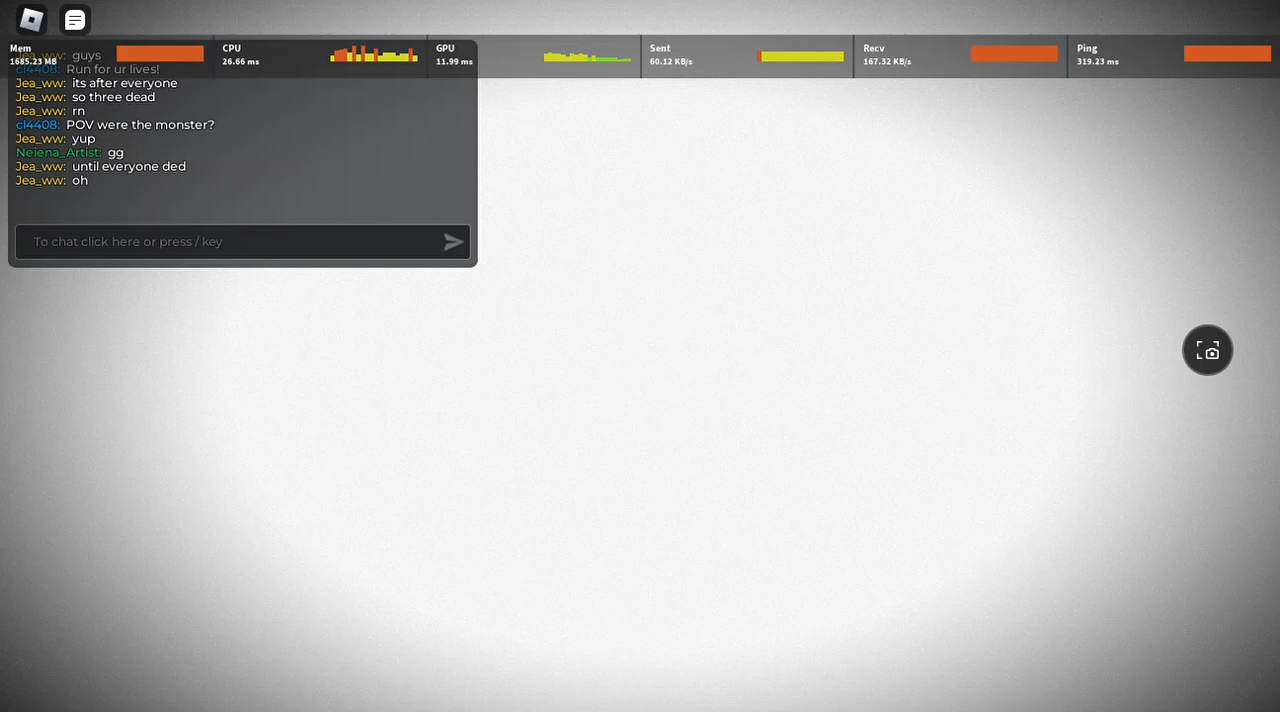 Mem
1685.23 MB
CPU
26.66 ms
GPU
11.99 ms
Sent
60.12 KB/s
Recv
167.32 KB/s
Ping
319.23 ms
Jea_ww: guys
cl4408: Run for ur lives!
Jea_ww: its after everyone
Jea_ww: so three dead
Jea_ww: rn
cl4408: POV were the monster?
Jea_ww: yup
Neiena_Artist: gg
Jea_ww: until everyone ded
Jea_ww: oh
To chat click here or press / key